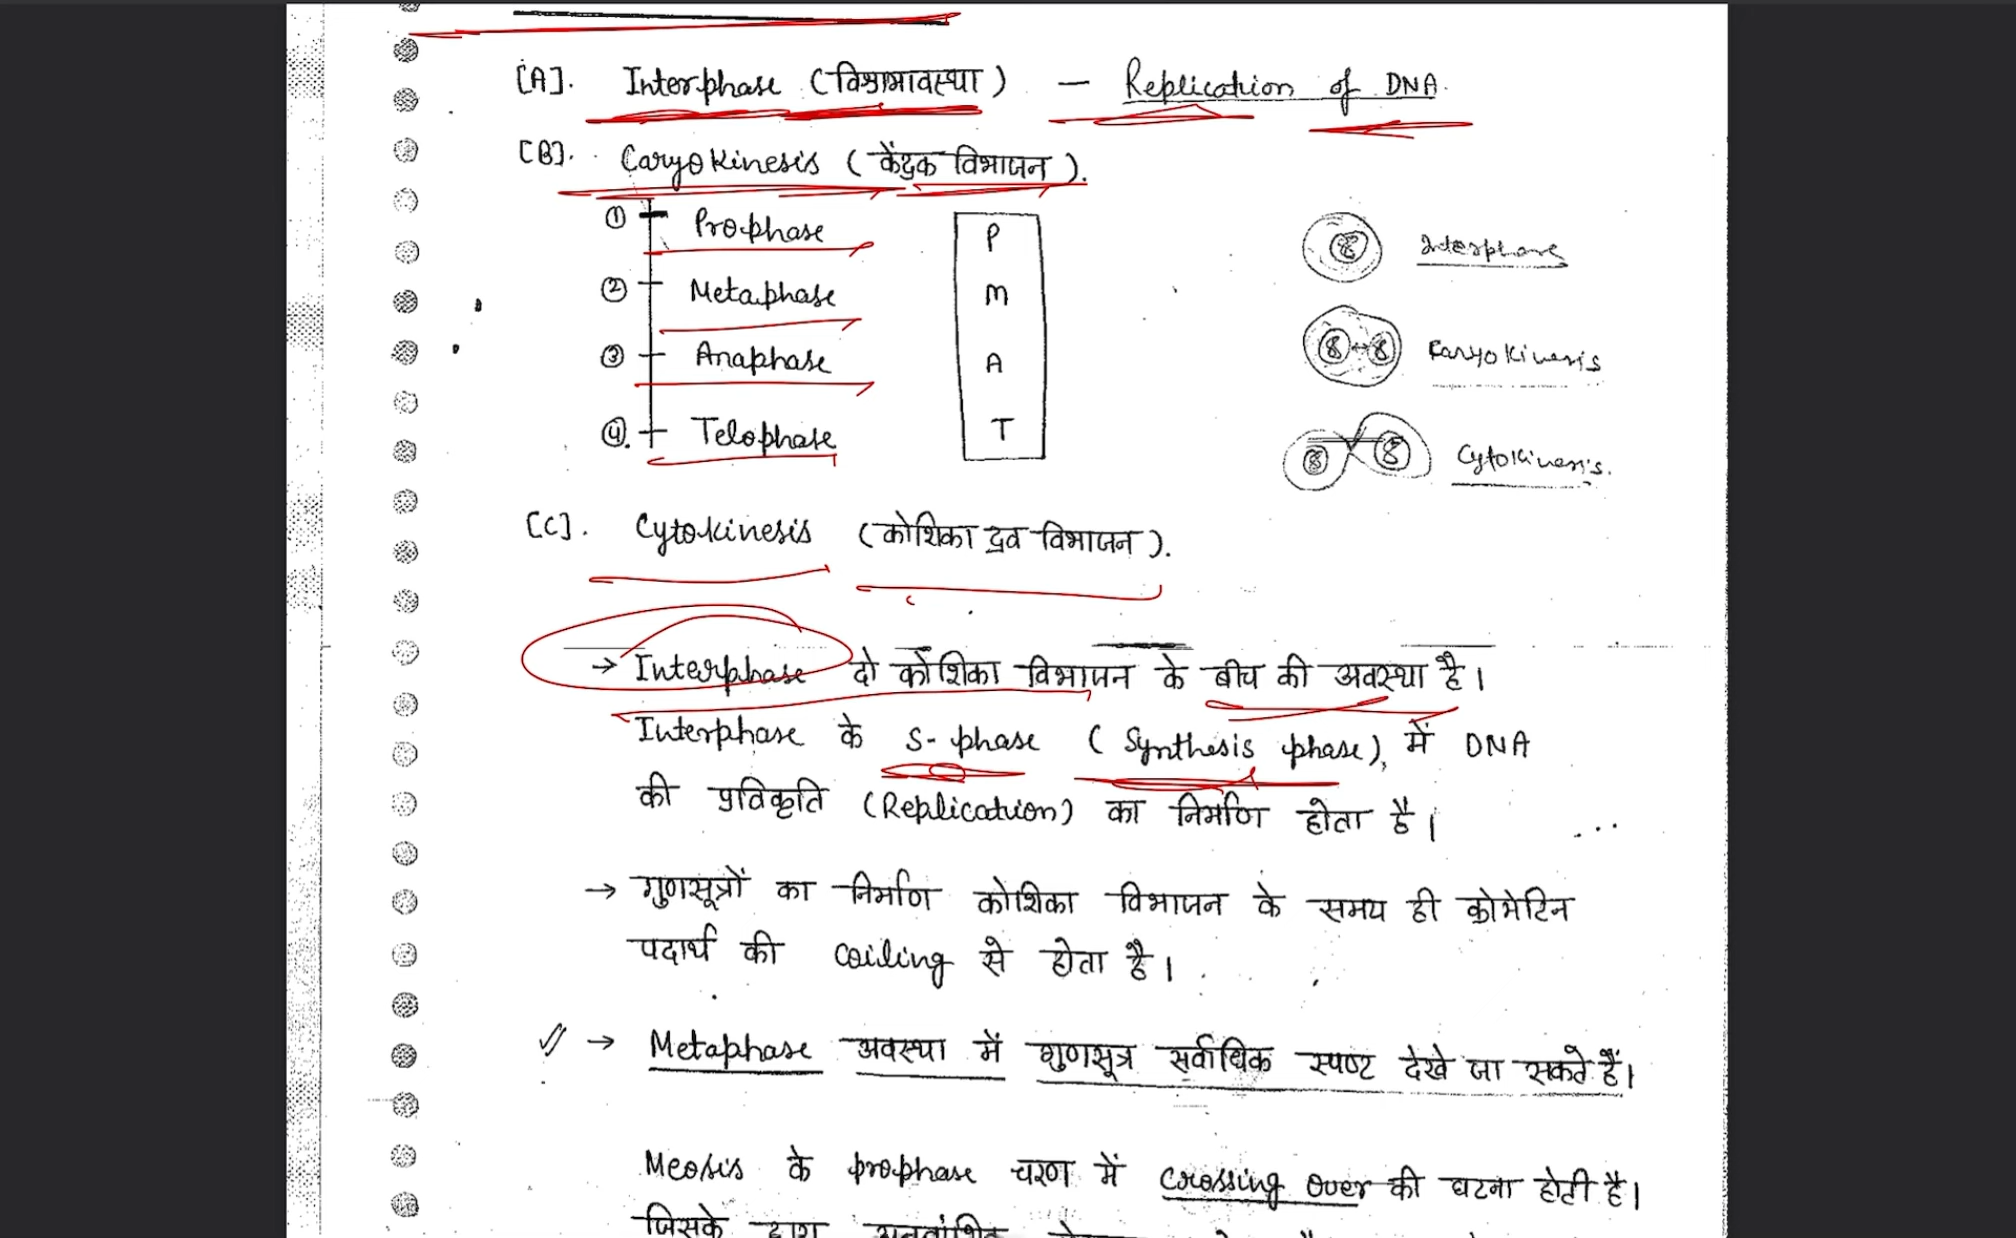 [A]. Interphase (विश्रामावस्था) — Replication of DNA.
[B]. Caryokinesis (केंद्रक विभाजन).
① Prophase
② Metaphase
③ Anaphase
④. Telophase
P
M
A
T
Interphase
Karyokinesis
Cytokinesis.
[C]. Cytokinesis (कोशिका द्रव विभाजन).
→ Interphase दो कोशिका विभाजन के बीच की अवस्था है।
Interphase के S-phase (Synthesis phase), में DNA
की प्रतिकृति (Replication) का निर्माण होता है।
→ गुणसूत्रों का निर्माण कोशिका विभाजन के समय ही क्रोमेटिन
पदार्थ की coiling से होता है।
→ Metaphase अवस्था में गुणसूत्र सर्वाधिक स्पष्ट देखे जा सकते हैं।
Meosis के prophase चरण में crossing over की घटना होती है।
जिसके द्वारा